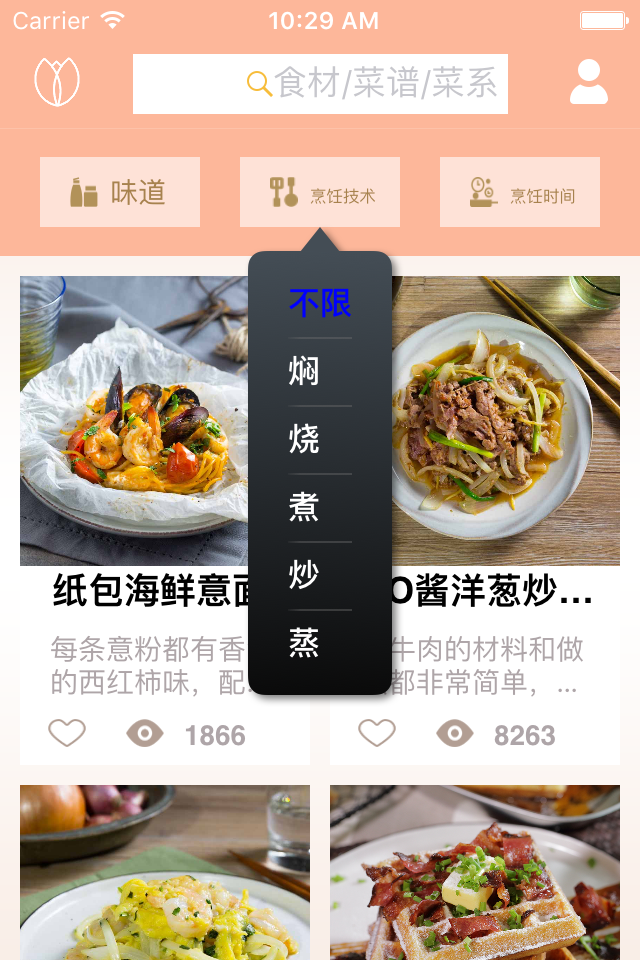 Carrier 10:29 AM
食材/菜谱/菜系
味道 烹饪技术 烹饪时间
不限
焖
烧
煮
炒
蒸
纸包海鲜意面
O酱洋葱炒...
每条意粉都有香
的西红柿味，配...
牛肉的材料和做
都非常简单，...
1866
8263